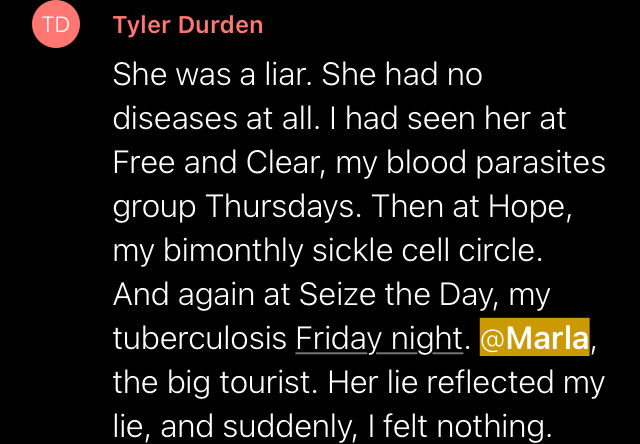 TD
Tyler Durden
She was a liar. She had no
diseases at all. I had seen her at
Free and Clear, my blood parasites
group Thursdays. Then at Hope,
my bimonthly sickle cell circle.
And again at Seize the Day, my
tuberculosis Friday night. @Marla,
the big tourist. Her lie reflected my
lie, and suddenly, I felt nothing.